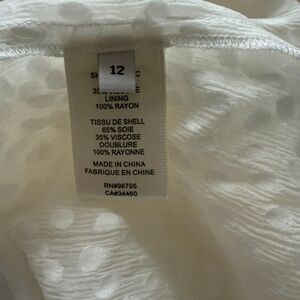 12
LINING
100% RAYON
TISSU DE SHELL
65% SOIE
35% VISCOSE
DOUBLURE
100% RAYONNE
MADE IN CHINA
FABRIQUE EN CHINE
RN#96705
CA#34460